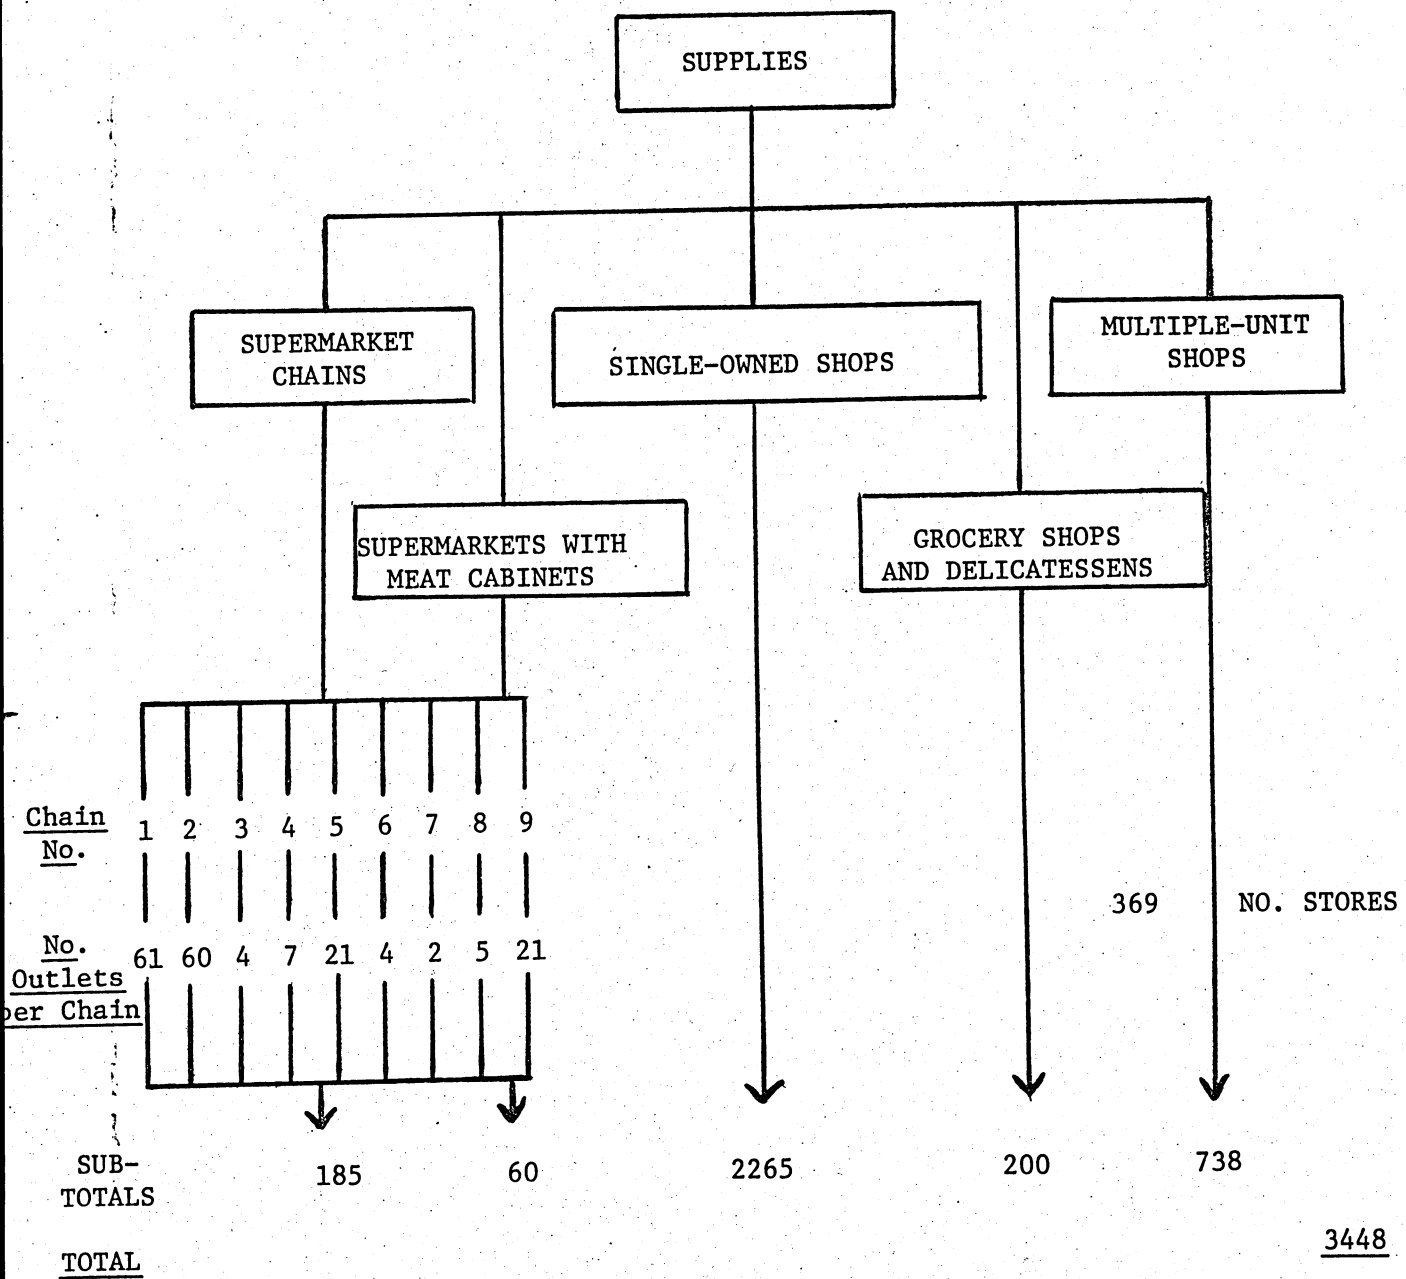 SUPPLIES
SUPERMARKET
CHAINS
SINGLE-OWNED SHOPS
MULTIPLE-UNIT
SHOPS
SUPERMARKETS WITH
MEAT CABINETS
GROCERY SHOPS
AND DELICATESSENS
Chain
No.
1 2 3 4 5 6 7 8 9
369 NO. STORES
No.
Outlets
per Chain
61 60 4 7 21 4 2 5 21
SUB-
TOTALS
185 60 2265 200 738
3448
TOTAL